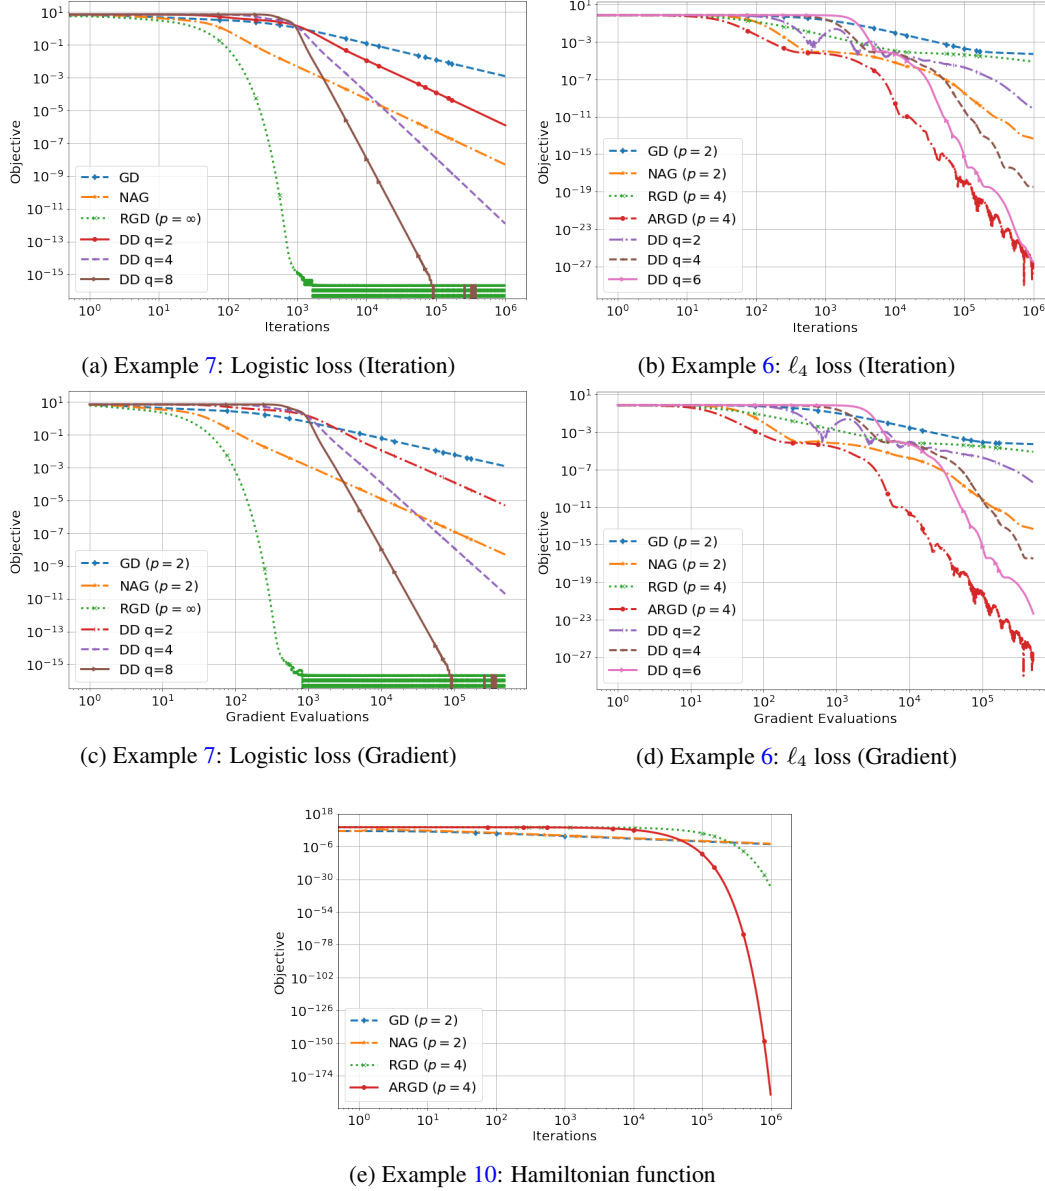 10^1
10^-1
10^-3
10^-5
10^-7
10^-9
10^-11
10^-13
10^-15
Objective
GD
NAG
RGD (p = ∞)
DD q=2
DD q=4
DD q=8
10^0 10^1 10^2 10^3 10^4 10^5 10^6
Iterations
(a) Example 7: Logistic loss (Iteration)
10^1
10^-3
10^-7
10^-11
10^-15
10^-19
10^-23
10^-27
Objective
GD (p = 2)
NAG (p = 2)
RGD (p = 4)
ARGD (p = 4)
DD q=2
DD q=4
DD q=6
10^0 10^1 10^2 10^3 10^4 10^5 10^6
Iterations
(b) Example 6: ℓ_4 loss (Iteration)
10^1
10^-1
10^-3
10^-5
10^-7
10^-9
10^-11
10^-13
10^-15
Objective
GD (p = 2)
NAG (p = 2)
RGD (p = ∞)
DD q=2
DD q=4
DD q=8
10^0 10^1 10^2 10^3 10^4 10^5
Gradient Evaluations
(c) Example 7: Logistic loss (Gradient)
10^1
10^-3
10^-7
10^-11
10^-15
10^-19
10^-23
10^-27
Objective
GD (p = 2)
NAG (p = 2)
RGD (p = 4)
ARGD (p = 4)
DD q=2
DD q=4
DD q=6
10^0 10^1 10^2 10^3 10^4 10^5
Gradient Evaluations
(d) Example 6: ℓ_4 loss (Gradient)
10^18
10^-6
10^-30
10^-54
10^-78
10^-102
10^-126
10^-150
10^-174
Objective
GD (p = 2)
NAG (p = 2)
RGD (p = 4)
ARGD (p = 4)
10^0 10^1 10^2 10^3 10^4 10^5 10^6
Iterations
(e) Example 10: Hamiltonian function